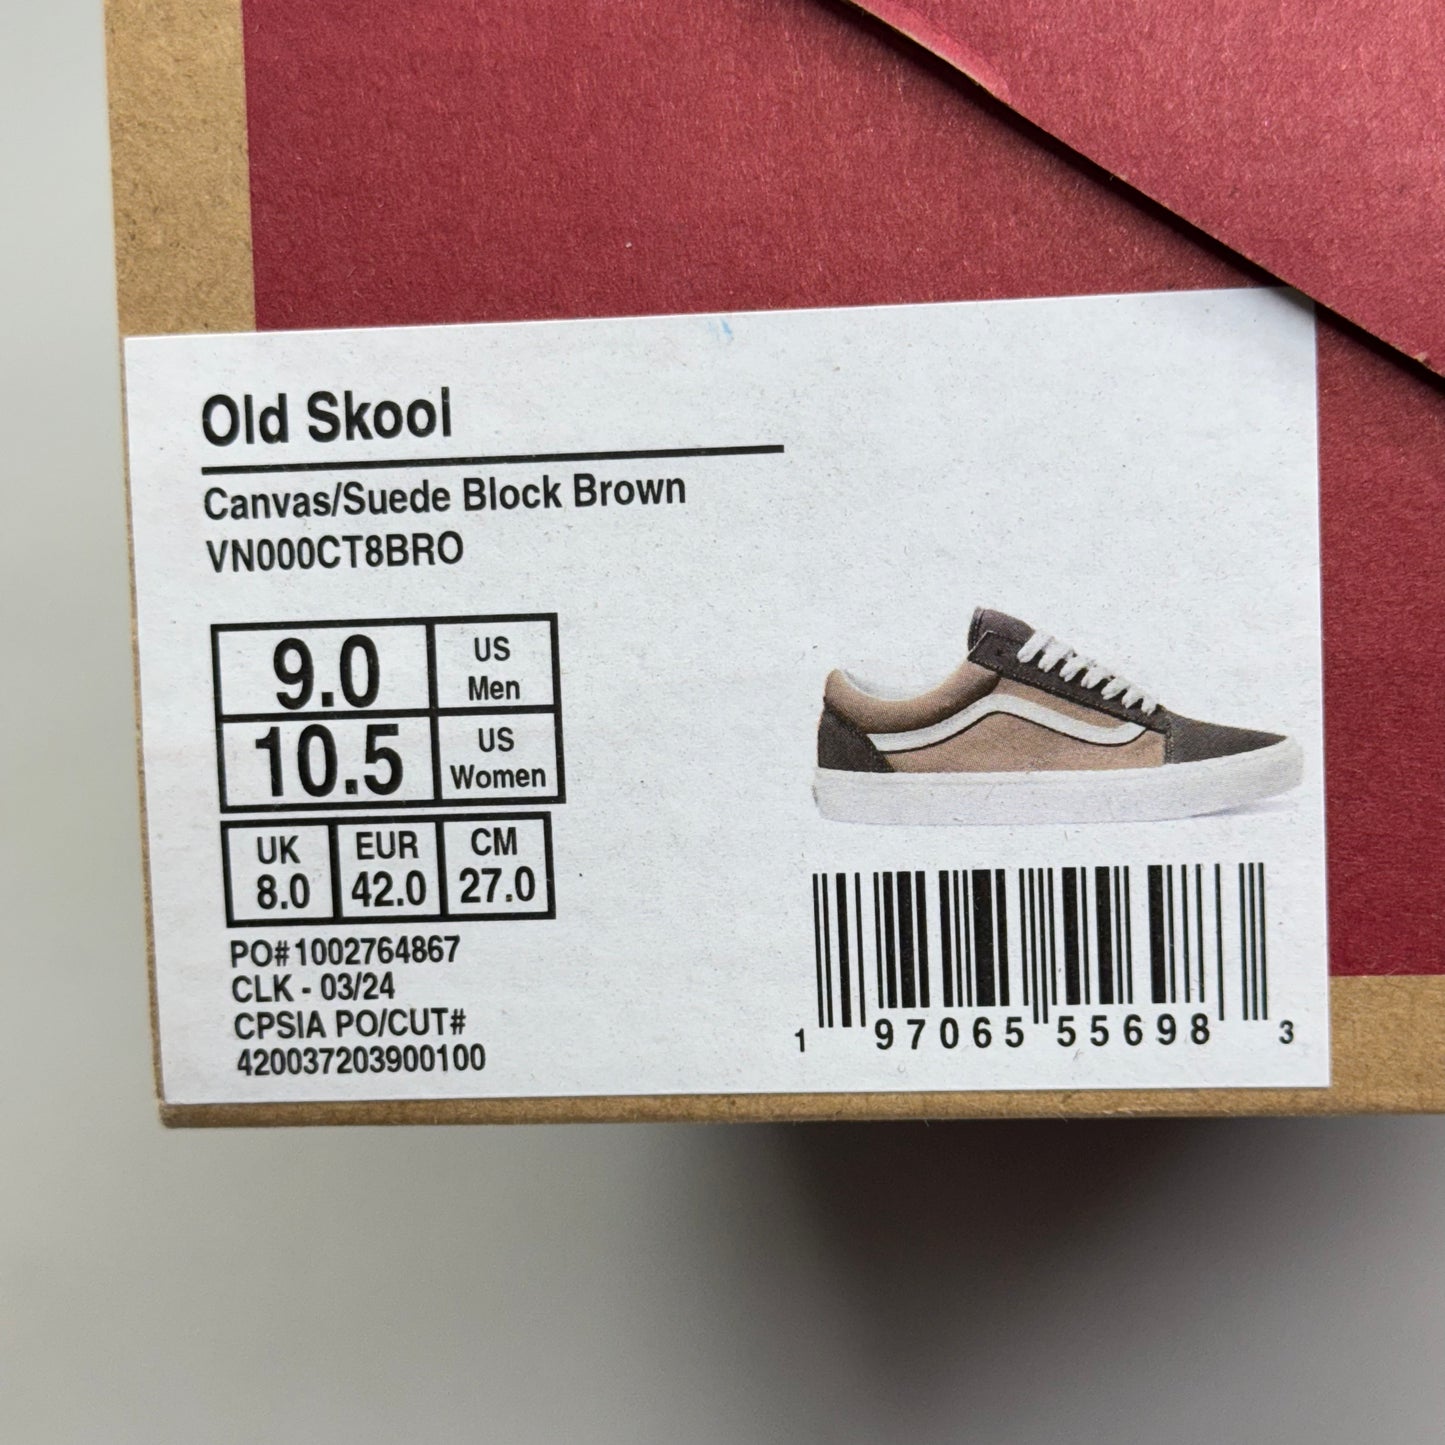 Old Skool
Canvas/Suede Block Brown
VN000CT8BRO
9.0 US Men
10.5 US Women
UK EUR CM
8.0 42.0 27.0
PO#1002764867
CLK - 03/24
CPSIA PO/CUT#
420037203900100
1 97065 55698 3